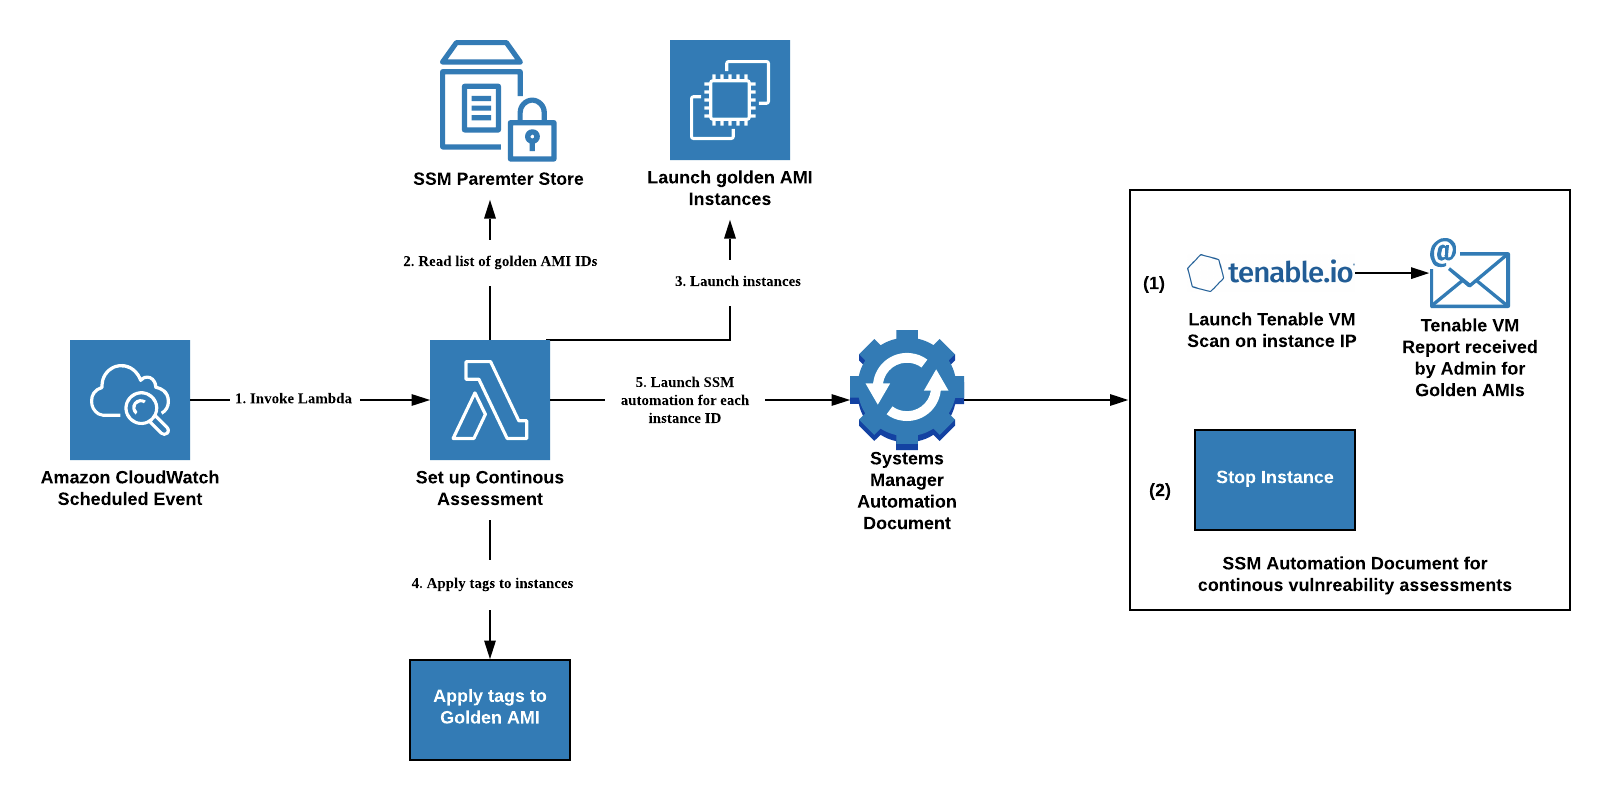 SSM Paremter Store
Launch golden AMI
Instances
2. Read list of golden AMI IDs
3. Launch instances
1. Invoke Lambda
Amazon CloudWatch
Scheduled Event
Set up Continous
Assessment
5. Launch SSM
automation for each
instance ID
4. Apply tags to instances
Apply tags to
Golden AMI
Systems
Manager
Automation
Document
(1)
tenable.io
Launch Tenable VM
Scan on instance IP
@
Tenable VM
Report received
by Admin for
Golden AMIs
(2)
Stop Instance
SSM Automation Document for
continous vulnreability assessments